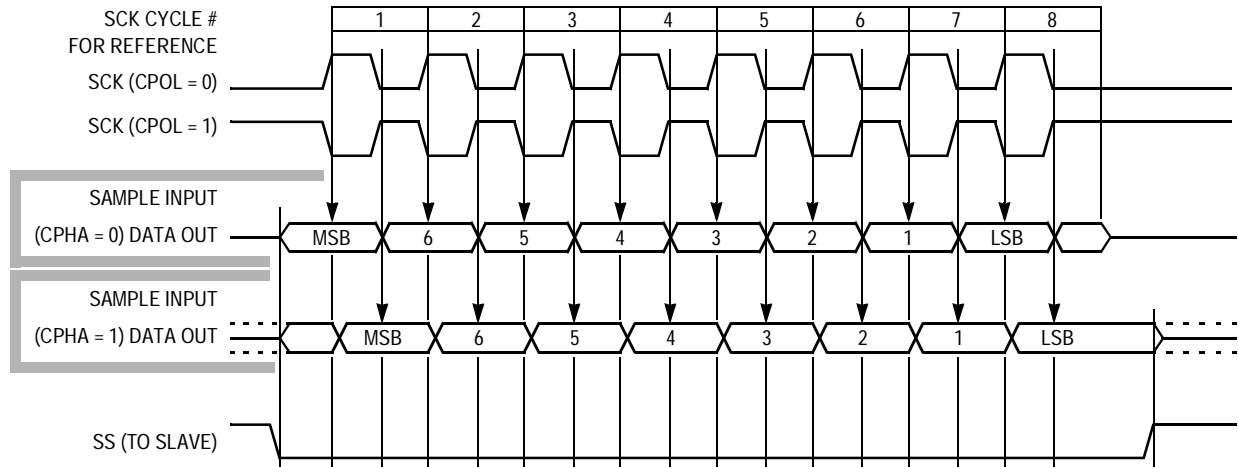 SCK CYCLE #
FOR REFERENCE
1 2 3 4 5 6 7 8
SCK (CPOL = 0)
SCK (CPOL = 1)
SAMPLE INPUT
(CPHA = 0) DATA OUT
MSB 6 5 4 3 2 1 LSB
SAMPLE INPUT
(CPHA = 1) DATA OUT
MSB 6 5 4 3 2 1 LSB
SS (TO SLAVE)